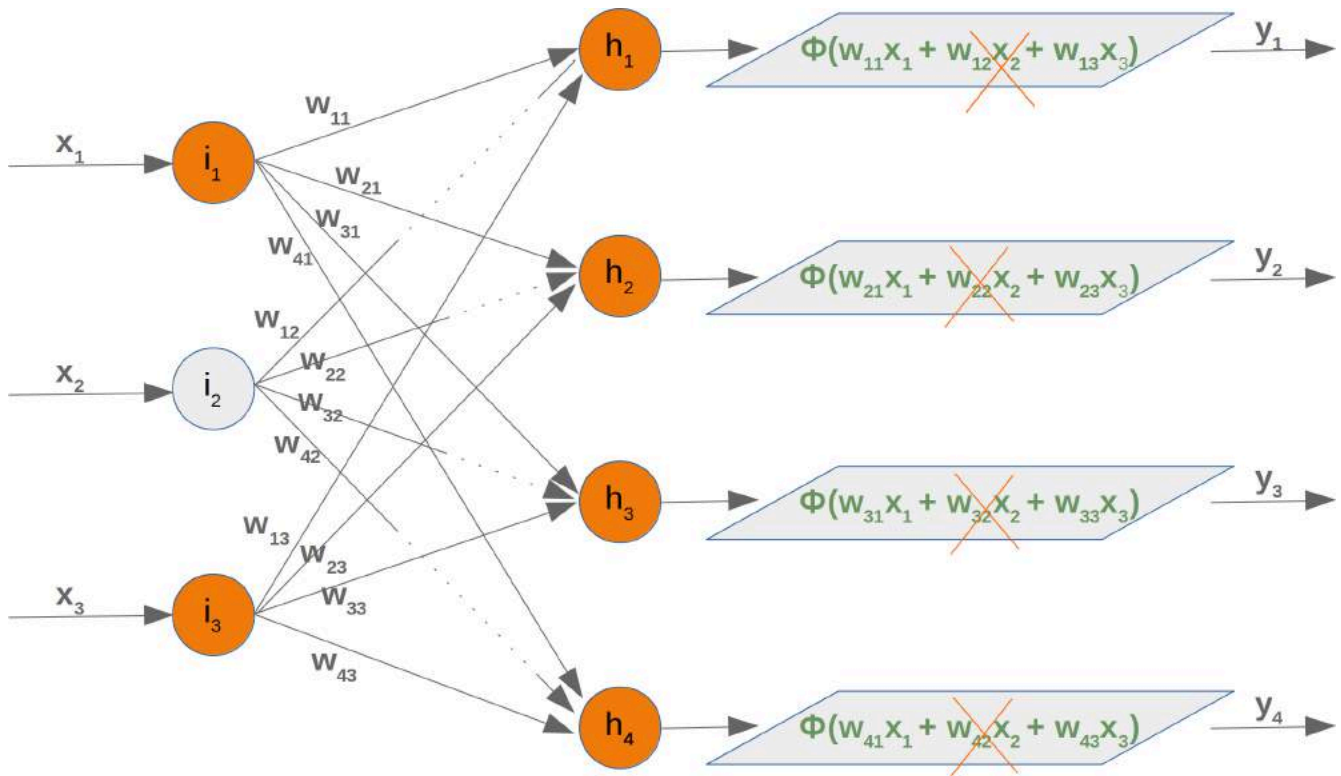 h₁ Φ(w₁₁x₁ + w₁₂x₂ + w₁₃x₃) y₁
w₁₁
x₁ i₁
w₂₁
w₃₁
w₄₁
h₂ Φ(w₂₁x₁ + w₂₂x₂ + w₂₃x₃) y₂
w₁₂
w₂₂
x₂ i₂
w₃₂
w₄₂
h₃ Φ(w₃₁x₁ + w₃₂x₂ + w₃₃x₃) y₃
w₁₃
w₂₃
x₃ i₃
w₃₃
w₄₃
h₄ Φ(w₄₁x₁ + w₄₂x₂ + w₄₃x₃) y₄